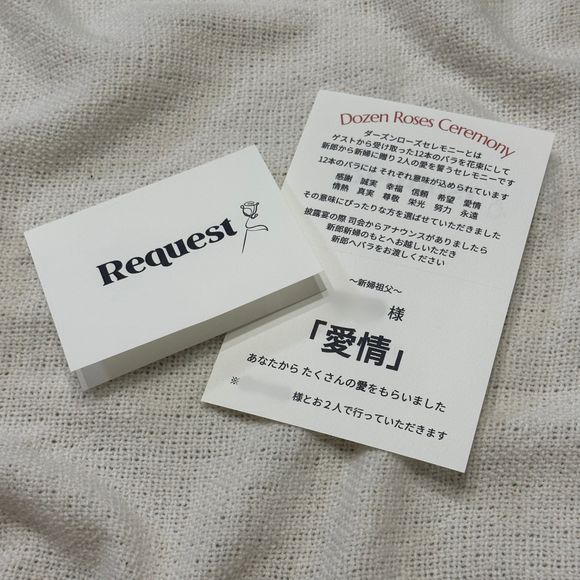 Request
Dozen Roses Ceremony
ダーズンローズセレモニーとは
ゲストから受け取った12本のバラを花束にして
新郎から新婦に贈り 2人の愛を誓うセレモニーです
12本のバラには それぞれ意味が込められています
感謝 誠実 幸福 信頼 希望 愛情
情熱 真実 尊敬 栄光 努力 永遠
その意味にぴったりな方を選ばせていただきました
披露宴の際 司会からアナウンスがありましたら
新郎新婦のもとへお越しいただき
新郎へバラをお渡しください
～新婦祖父～
様
「愛情」
あなたから たくさんの愛をもらいました
※ 様とお2人で行っていただきます